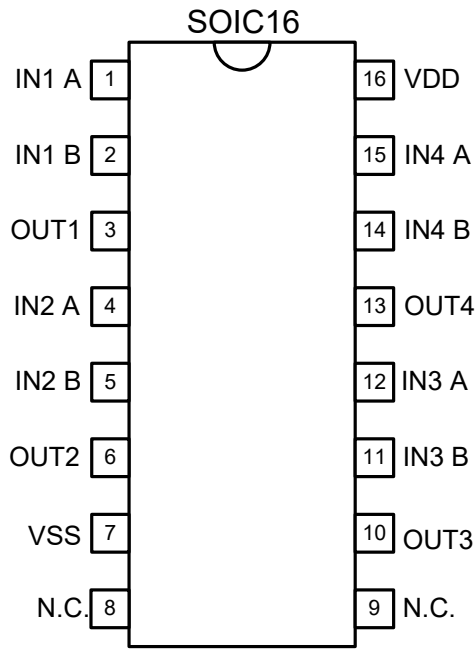 SOIC16
IN1 A 1 16 VDD
IN1 B 2 15 IN4 A
OUT1 3 14 IN4 B
IN2 A 4 13 OUT4
IN2 B 5 12 IN3 A
OUT2 6 11 IN3 B
VSS 7 10 OUT3
N.C. 8 9 N.C.